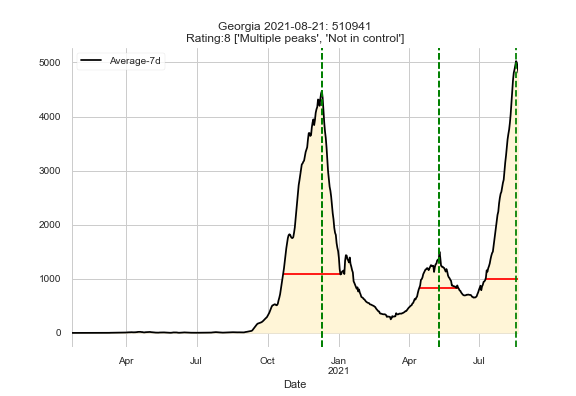 Georgia 2021-08-21: 510941
Rating:8 ['Multiple peaks', 'Not in control']
Average-7d
5000
4000
3000
2000
1000
0
Apr
Jul
Oct
Jan
2021
Apr
Jul
Date